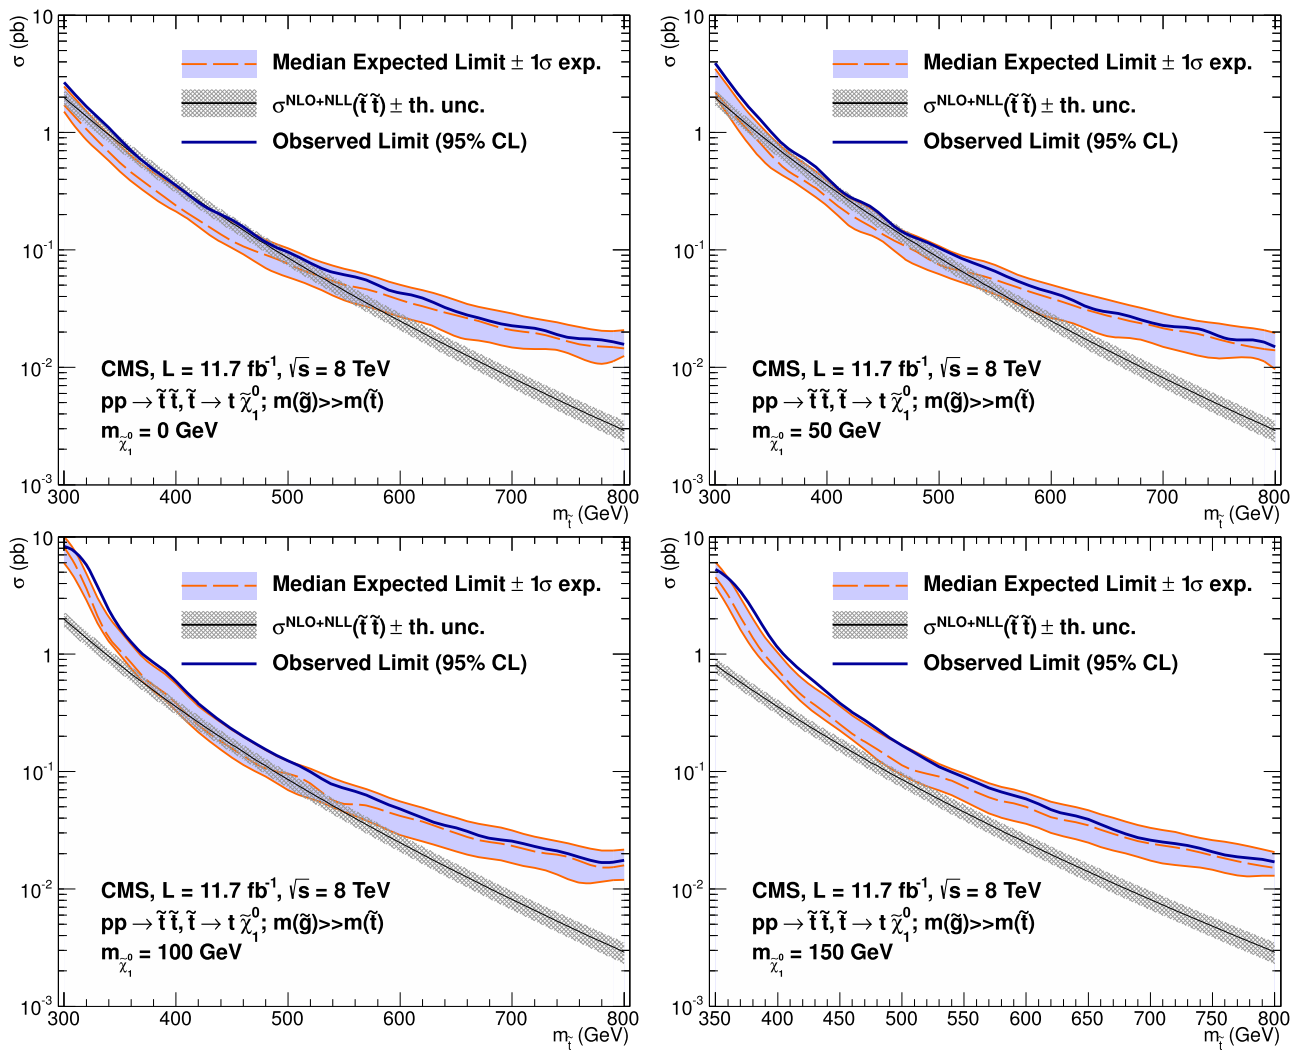 σ (pb)
10
1
10⁻¹
10⁻²
10⁻³
Median Expected Limit ± 1σ exp.
σ^NLO+NLL(t̃ t̃) ± th. unc.
Observed Limit (95% CL)
CMS, L = 11.7 fb⁻¹, √s = 8 TeV
pp → t̃ t̃, t̃ → t χ̃₁⁰; m(g̃)>>m(t̃)
m_χ̃₁⁰ = 0 GeV
300 400 500 600 700 800
m_t̃ (GeV)
σ (pb)
10
1
10⁻¹
10⁻²
10⁻³
Median Expected Limit ± 1σ exp.
σ^NLO+NLL(t̃ t̃) ± th. unc.
Observed Limit (95% CL)
CMS, L = 11.7 fb⁻¹, √s = 8 TeV
pp → t̃ t̃, t̃ → t χ̃₁⁰; m(g̃)>>m(t̃)
m_χ̃₁⁰ = 50 GeV
300 400 500 600 700 800
m_t̃ (GeV)
σ (pb)
10
1
10⁻¹
10⁻²
10⁻³
Median Expected Limit ± 1σ exp.
σ^NLO+NLL(t̃ t̃) ± th. unc.
Observed Limit (95% CL)
CMS, L = 11.7 fb⁻¹, √s = 8 TeV
pp → t̃ t̃, t̃ → t χ̃₁⁰; m(g̃)>>m(t̃)
m_χ̃₁⁰ = 100 GeV
300 400 500 600 700 800
m_t̃ (GeV)
σ (pb)
10
1
10⁻¹
10⁻²
10⁻³
Median Expected Limit ± 1σ exp.
σ^NLO+NLL(t̃ t̃) ± th. unc.
Observed Limit (95% CL)
CMS, L = 11.7 fb⁻¹, √s = 8 TeV
pp → t̃ t̃, t̃ → t χ̃₁⁰; m(g̃)>>m(t̃)
m_χ̃₁⁰ = 150 GeV
350 400 450 500 550 600 650 700 750 800
m_t̃ (GeV)